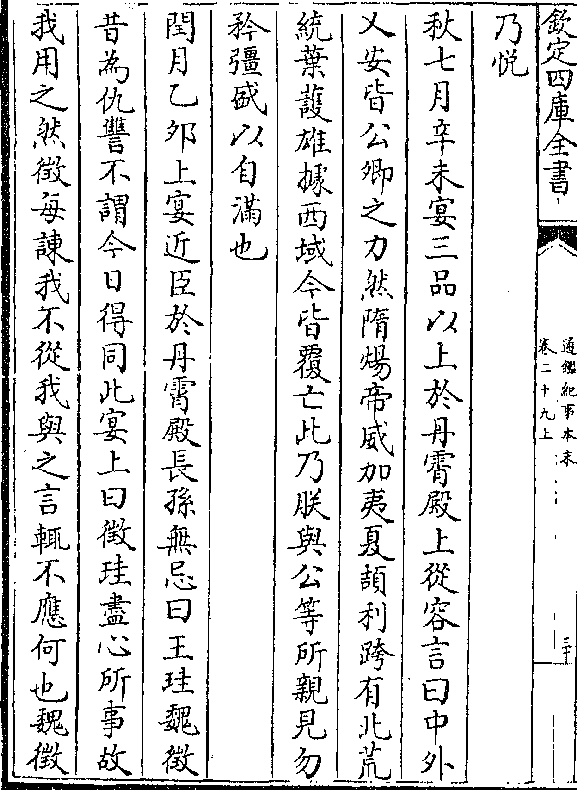 欽定四庫全書
通鑑紀事本末
卷二十九上
三十
乃悅
秋七月辛未宴三品以上於丹霄殿上從容言曰中外
乂安皆公卿之力然隋煬帝威加夷夏頡利跨有北荒
統葉護雄據西域今皆覆亡此乃朕與公等所親見勿
矜彊盛以自滿也
閏月乙夘上宴近臣於丹霄殿長孫無忌曰王珪魏徵
昔為仇讐不謂今日得同此宴上曰徵珪盡心所事故
我用之然徵每諫我不從我與之言輒不應何也魏徵